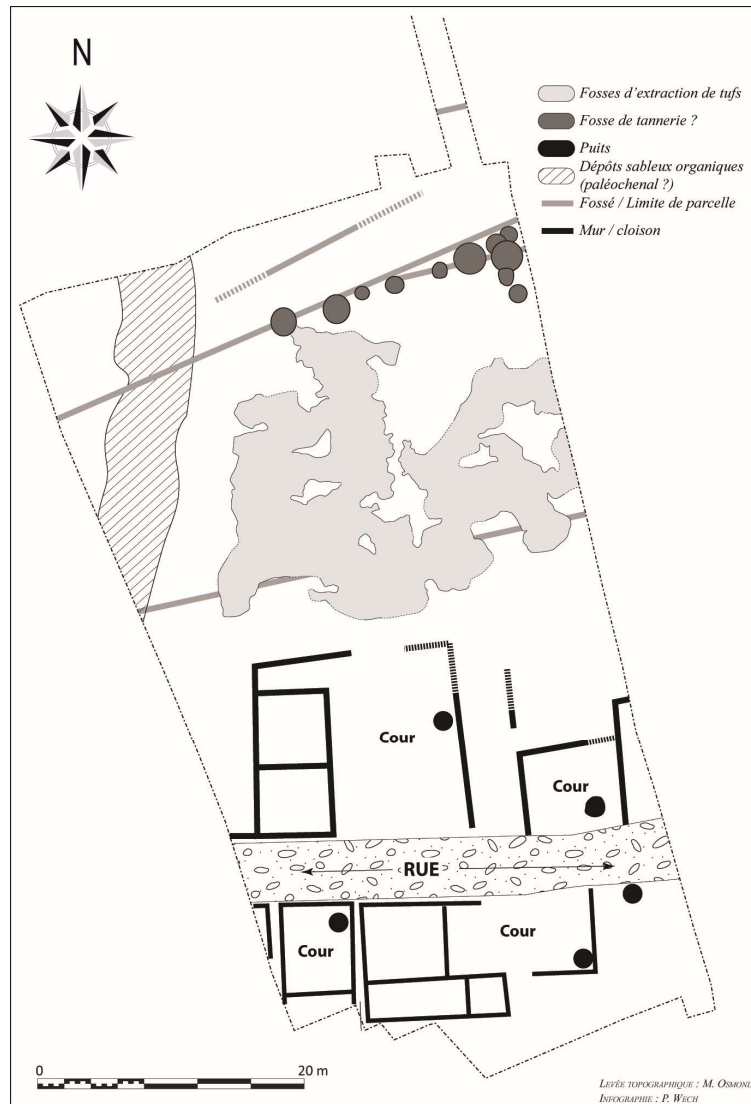 N
Fosses d'extraction de tufs
Fosse de tannerie ?
Puits
Dépôts sableux organiques
(paléochenal ?)
Fossé / Limite de parcelle
Mur / cloison
Cour
Cour
RUE
Cour
Cour
0
20 m
LEVÉE TOPOGRAPHIQUE : M. OSMOND
INFOGRAPHIE : P. WECH